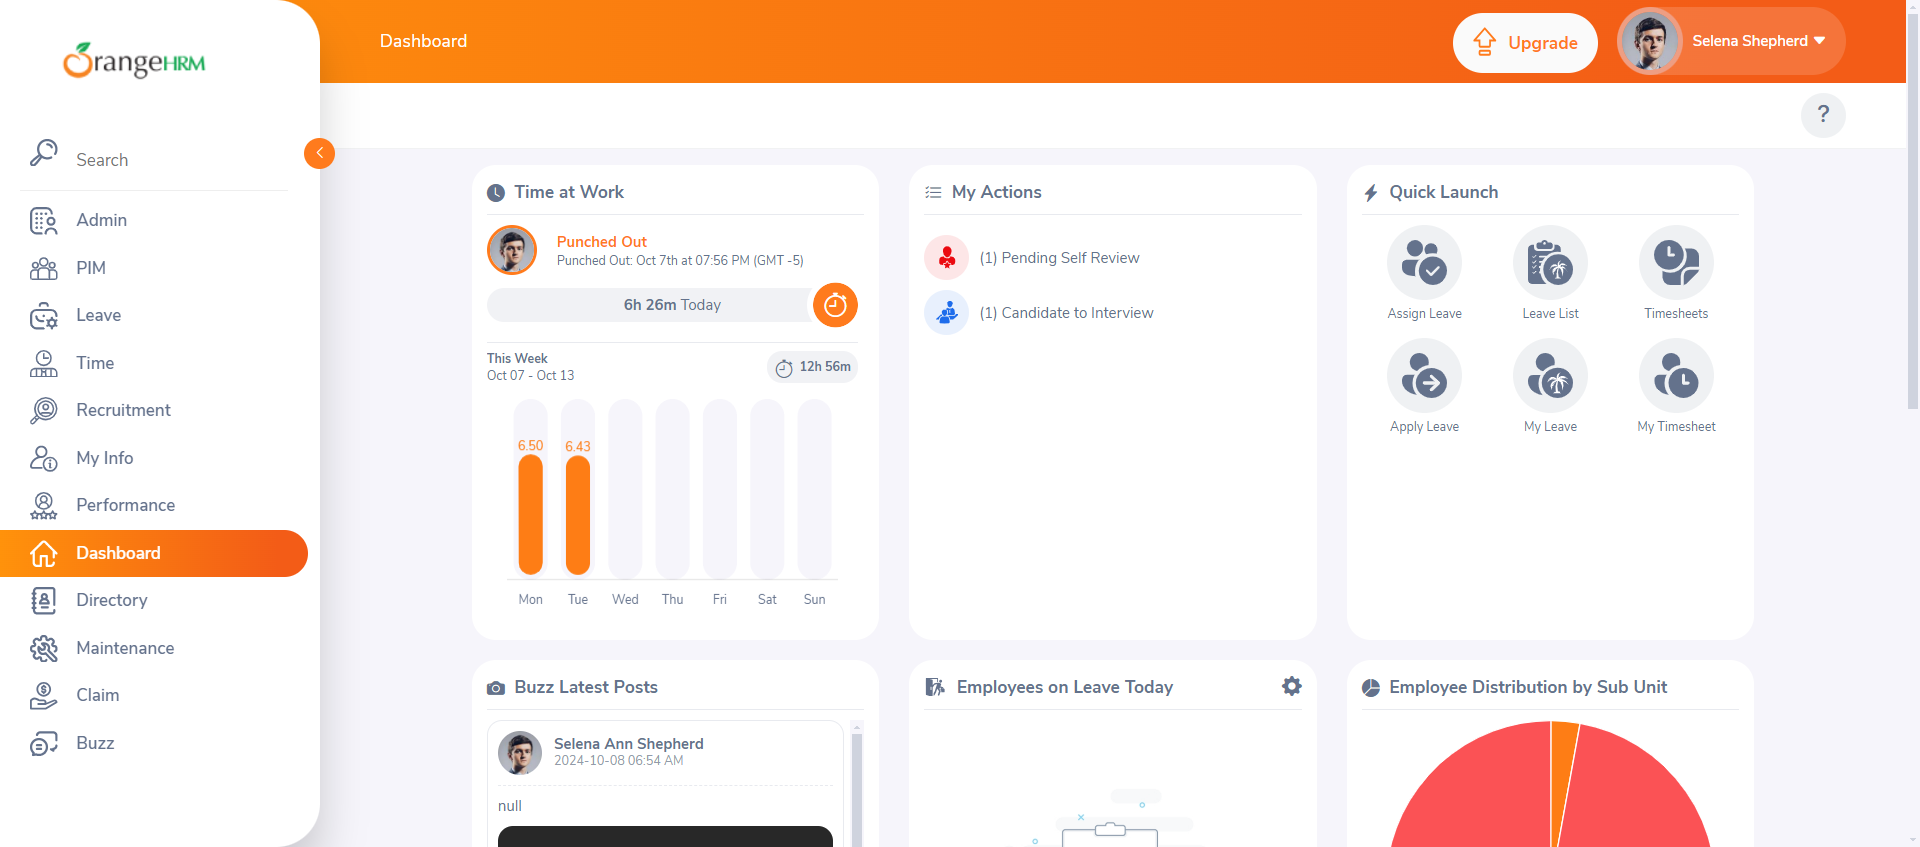 OrangeHRM
Search
Admin
PIM
Leave
Time
Recruitment
My Info
Performance
Dashboard
Directory
Maintenance
Claim
Buzz
Dashboard
Upgrade
Selena Shepherd
?
Time at Work
Punched Out
Punched Out: Oct 7th at 07:56 PM (GMT -5)
6h 26m Today
This Week
Oct 07 - Oct 13
12h 56m
6.50
6.43
Mon
Tue
Wed
Thu
Fri
Sat
Sun
My Actions
(1) Pending Self Review
(1) Candidate to Interview
Quick Launch
Assign Leave
Leave List
Timesheets
Apply Leave
My Leave
My Timesheet
Buzz Latest Posts
Selena Ann Shepherd
2024-10-08 06:54 AM
null
Employees on Leave Today
Employee Distribution by Sub Unit